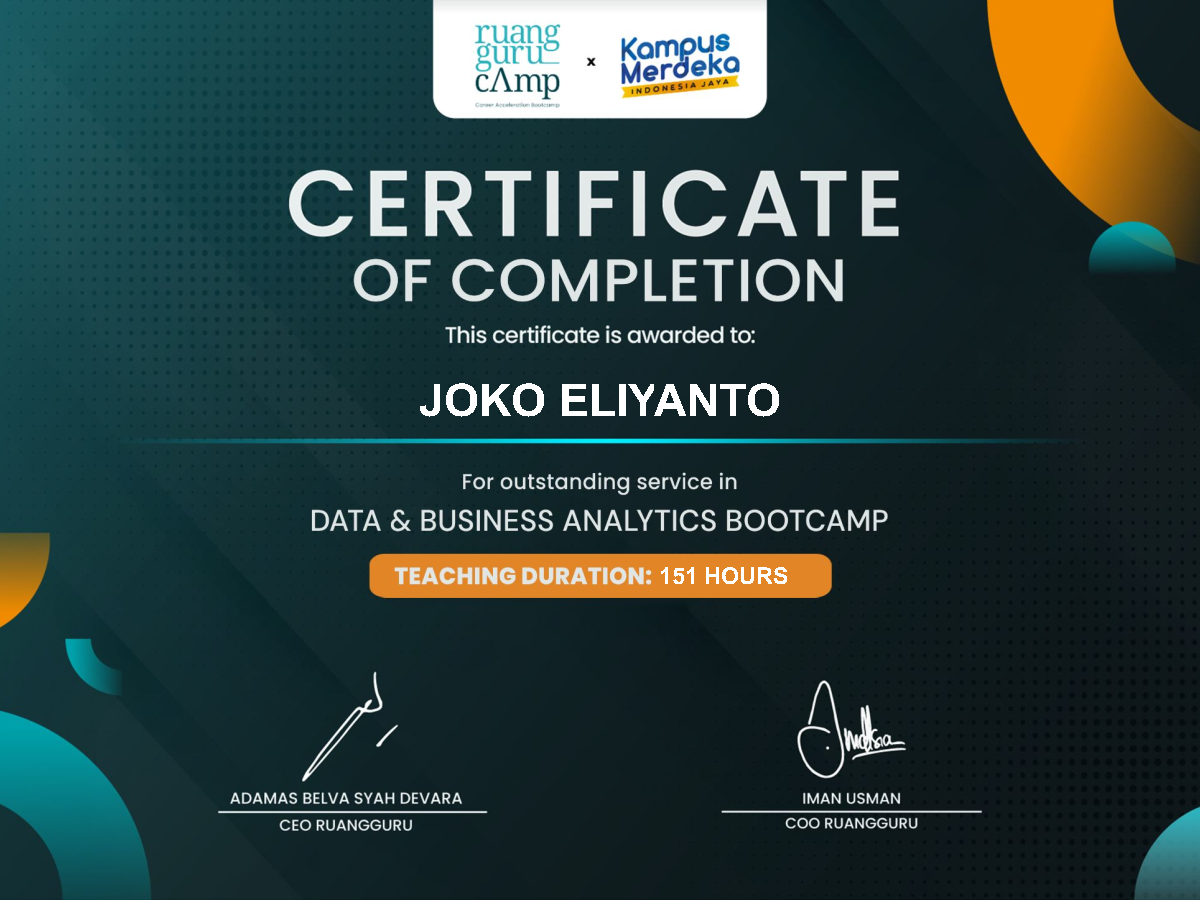 ruang
guru
cAmp
Career Acceleration Bootcamp
x
Kampus
Merdeka
INDONESIA JAYA
CERTIFICATE
OF COMPLETION
This certificate is awarded to:
JOKO ELIYANTO
For outstanding service in
DATA & BUSINESS ANALYTICS BOOTCAMP
TEACHING DURATION: 151 HOURS
ADAMAS BELVA SYAH DEVARA
CEO RUANGGURU
IMAN USMAN
COO RUANGGURU